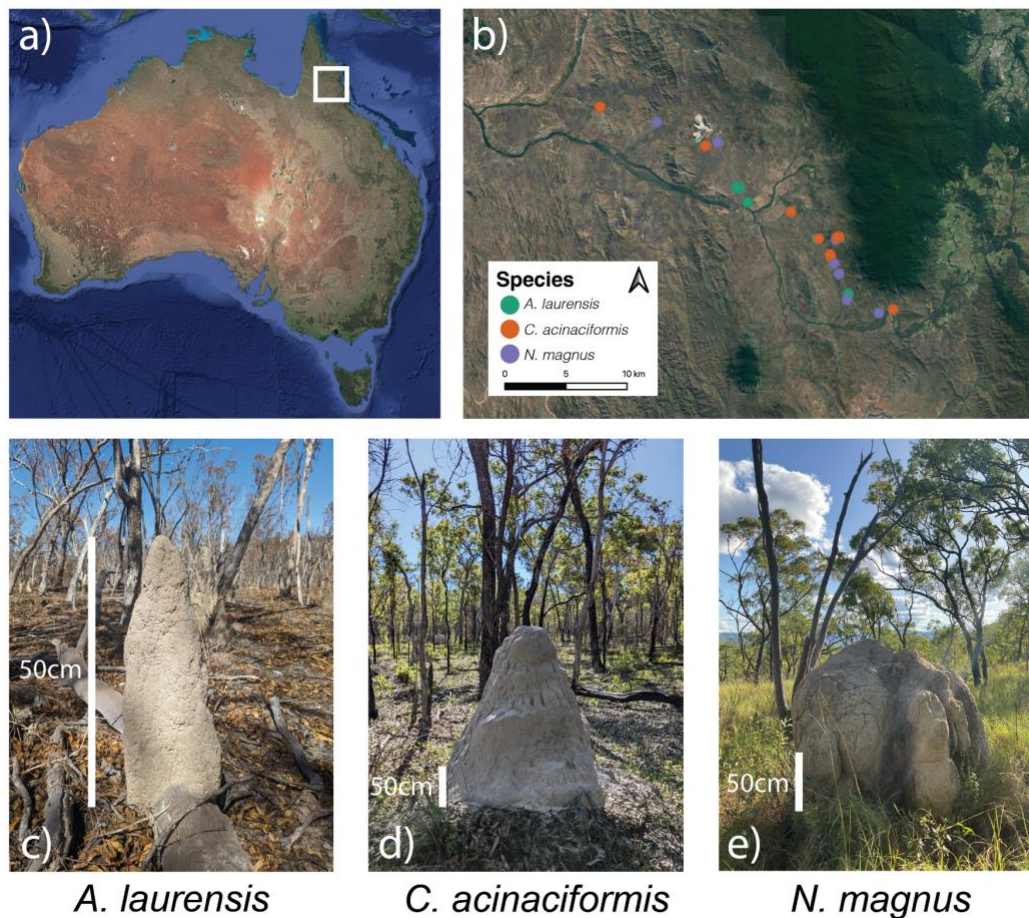 a)
b)
Species
A. laurensis
C. acinaciformis
N. magnus
0 5 10 km
50cm
c)
50cm
d)
50cm
e)
A. laurensis
C. acinaciformis
N. magnus